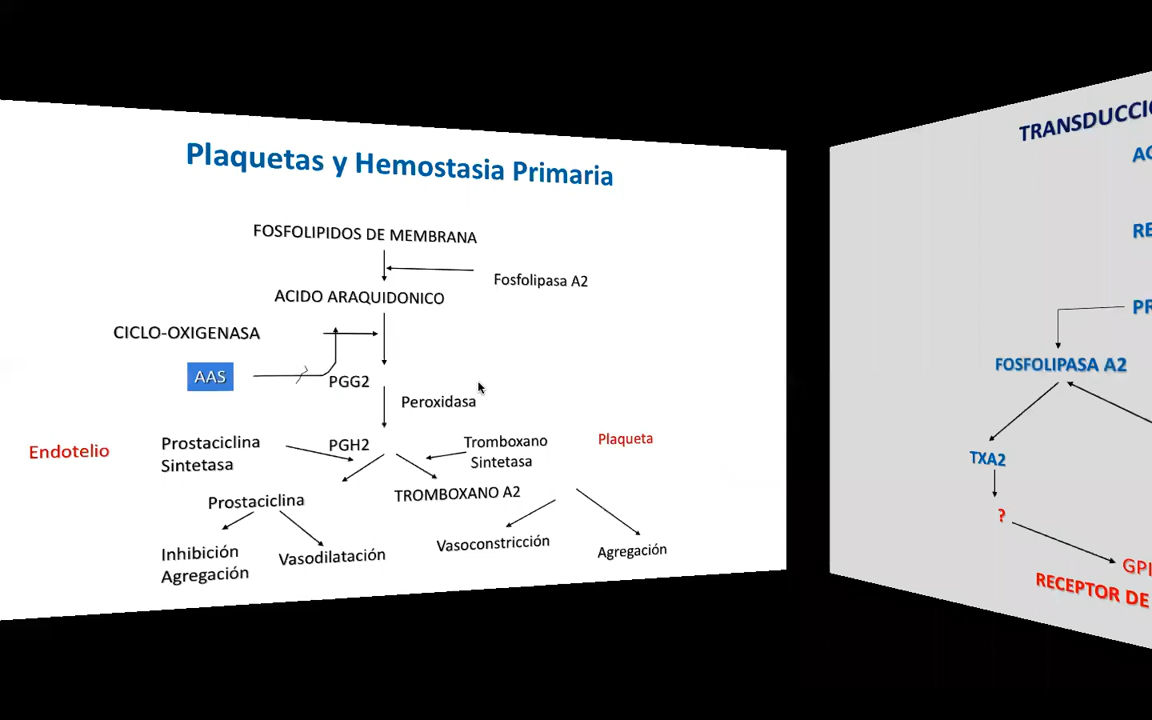 Plaquetas y Hemostasia Primaria
FOSFOLIPIDOS DE MEMBRANA
Fosfolipasa A2
ACIDO ARAQUIDONICO
CICLO-OXIGENASA
AAS
PGG2
Peroxidasa
Endotelio
Prostaciclina
Sintetasa
PGH2
Tromboxano
Sintetasa
Plaqueta
Prostaciclina
TROMBOXANO A2
Inhibición
Agregación
Vasodilatación
Vasoconstricción
Agregación
TRANSDUCCI
AG
RE
PR
FOSFOLIPASA A2
TXA2
?
GPI
RECEPTOR DE